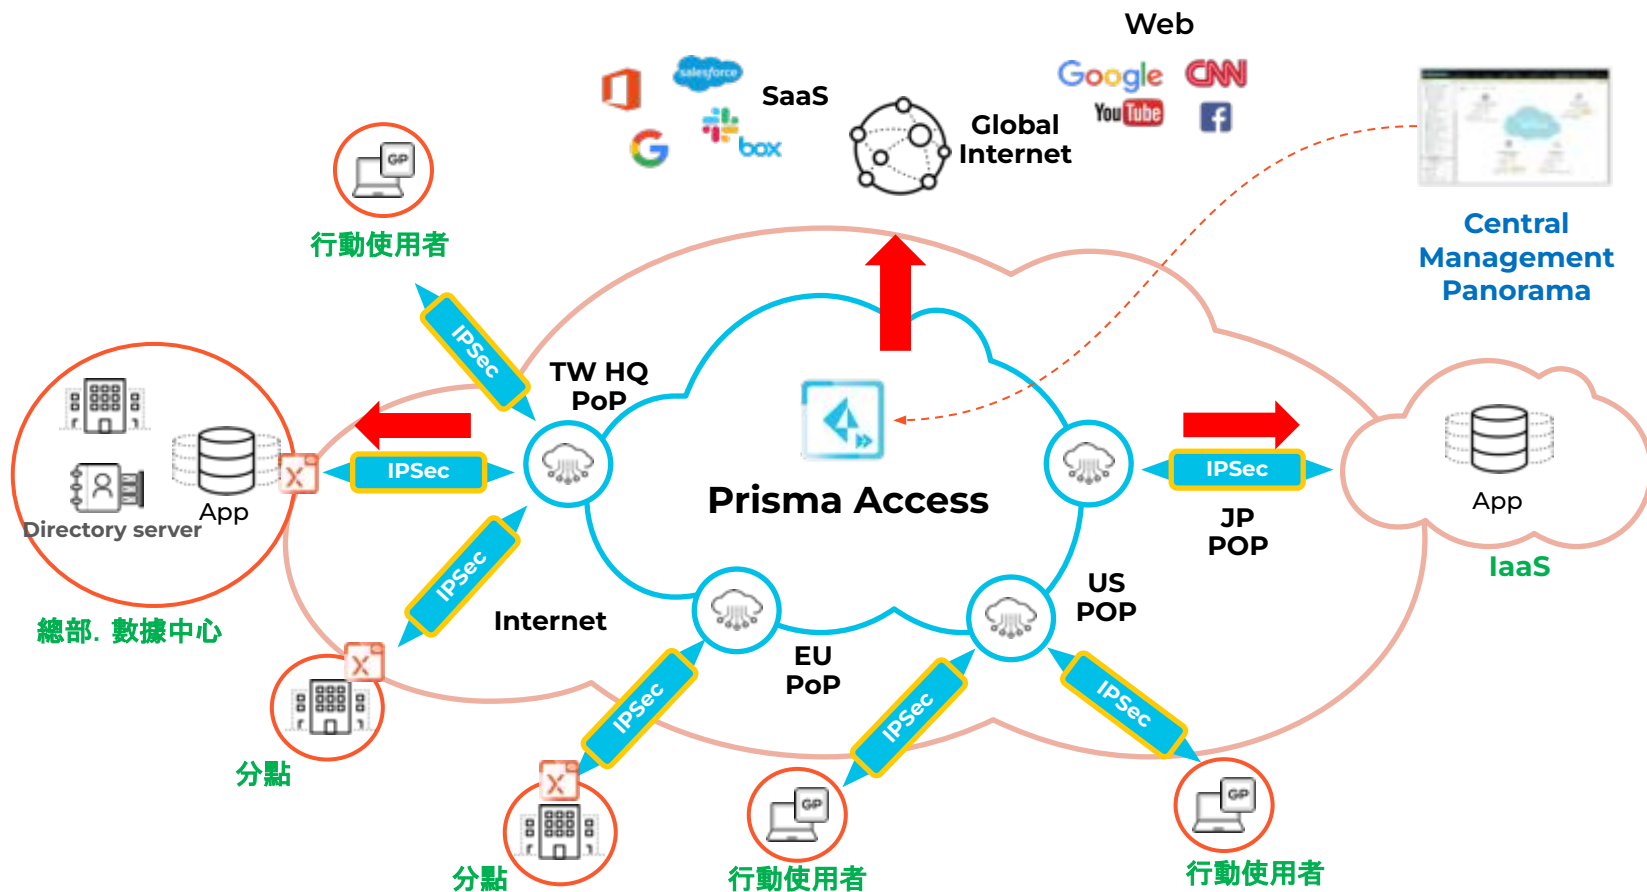 Web
salesforce
SaaS
box
Google
CNN
YouTube
Global
Internet
GP
行動使用者
Central
Management
Panorama
IPSec
TW HQ
PoP
IPSec
App
Directory server
Prisma Access
IPSec
App
JP
POP
IaaS
IPSec
Internet
總部. 數據中心
US
POP
EU
PoP
IPSec
IPSec
IPSec
分點
GP
GP
分點
行動使用者
行動使用者